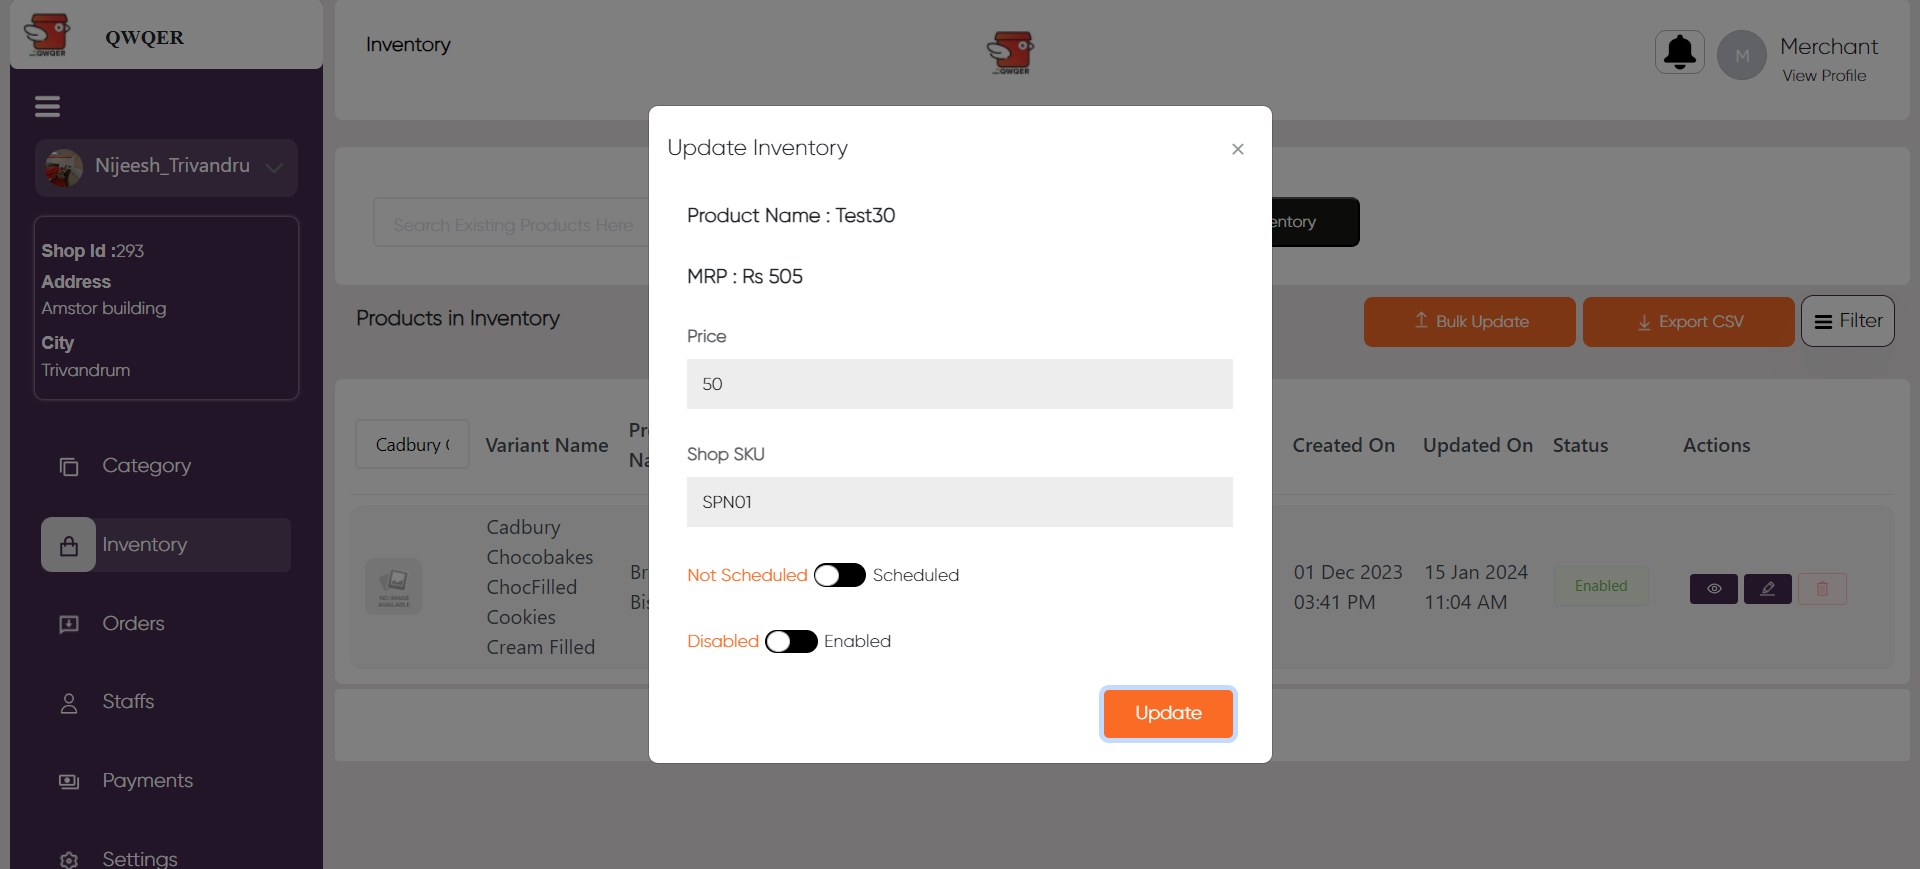 QWQER
Nijeesh_Trivandru
Shop Id :293
Address
Amstor building
City
Trivandrum
Category
Inventory
Orders
Staffs
Payments
Settings
Inventory
QWQER
Merchant
View Profile
M
Search Existing Products Here
entory
Products in Inventory
Bulk Update
Export CSV
Filter
Cadbury
Variant Name
Created On
Updated On
Status
Actions
NO IMAGE
AVAILABLE
Cadbury
Chocobakes
ChocFilled
Cookies
Cream Filled
01 Dec 2023
03:41 PM
15 Jan 2024
11:04 AM
Enabled
Update Inventory
×
Product Name : Test30
MRP : Rs 505
Price
50
Shop SKU
SPN01
Not Scheduled Scheduled
Disabled Enabled
Update